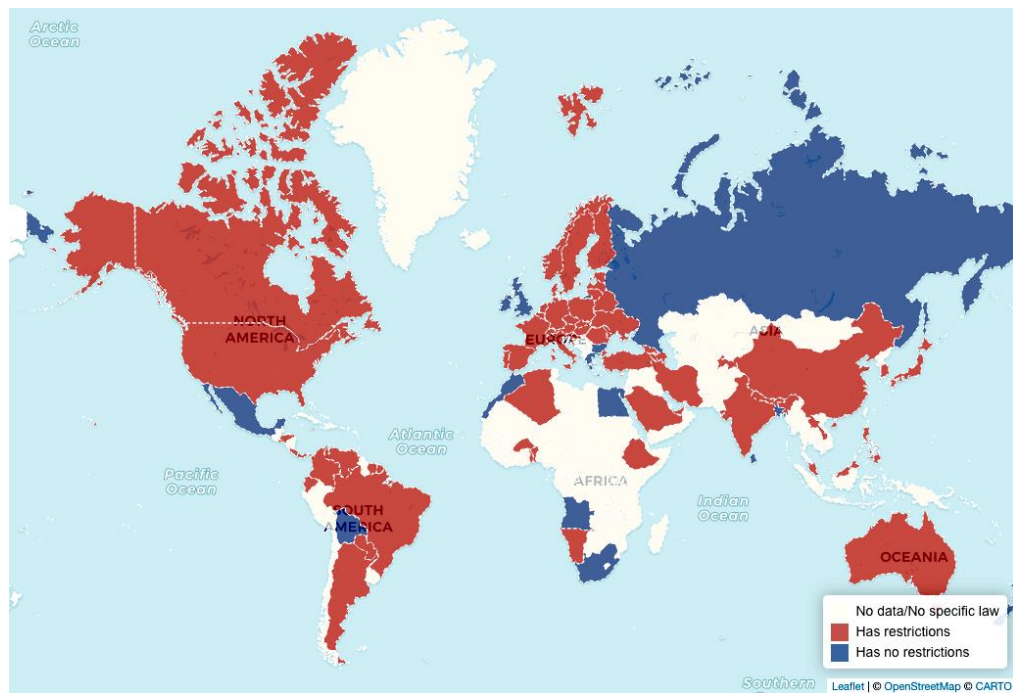 Arctic
Ocean
NORTH
AMERICA
EUROPE
ASIA
Atlantic
Ocean
Pacific
Ocean
AFRICA
Indian
Ocean
SOUTH
AMERICA
OCEANIA
No data/No specific law
Has restrictions
Has no restrictions
Southern
Leaflet | © OpenStreetMap © CARTO